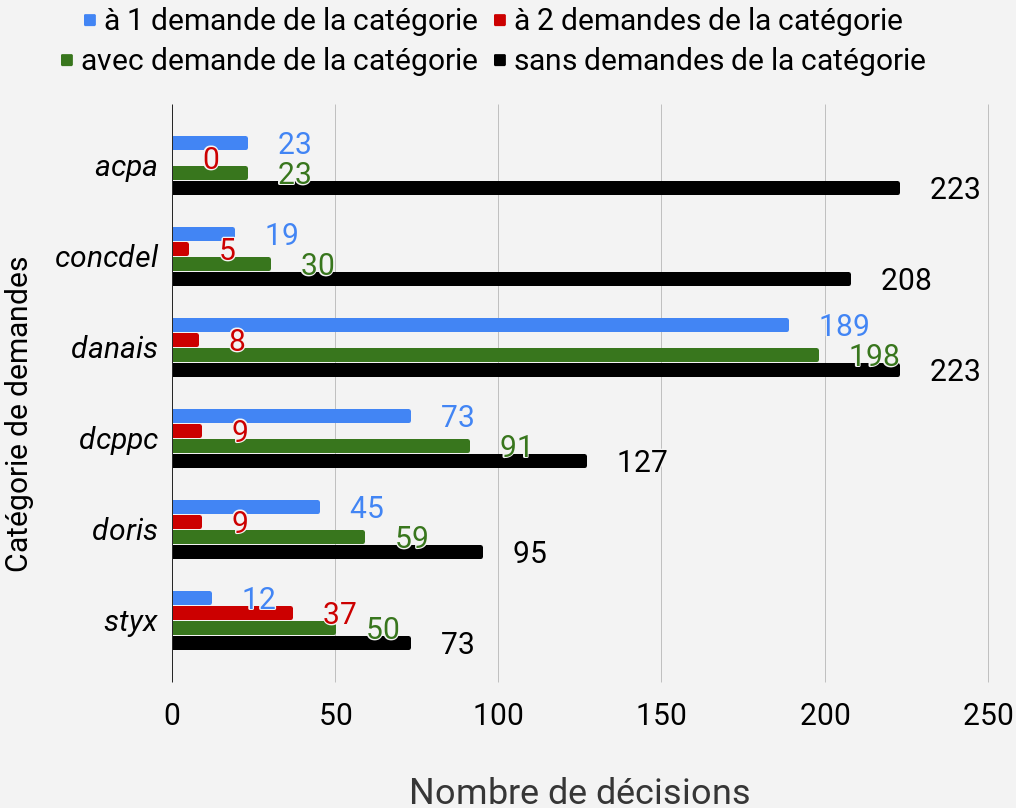 à 1 demande de la catégorie à 2 demandes de la catégorie
avec demande de la catégorie sans demandes de la catégorie
Catégorie de demandes
acpa 23 0 23 223
concdel 19 5 30 208
danais 189 8 198 223
dcppc 73 9 91 127
doris 45 9 59 95
styx 12 37 50 73
0 50 100 150 200 250
Nombre de décisions